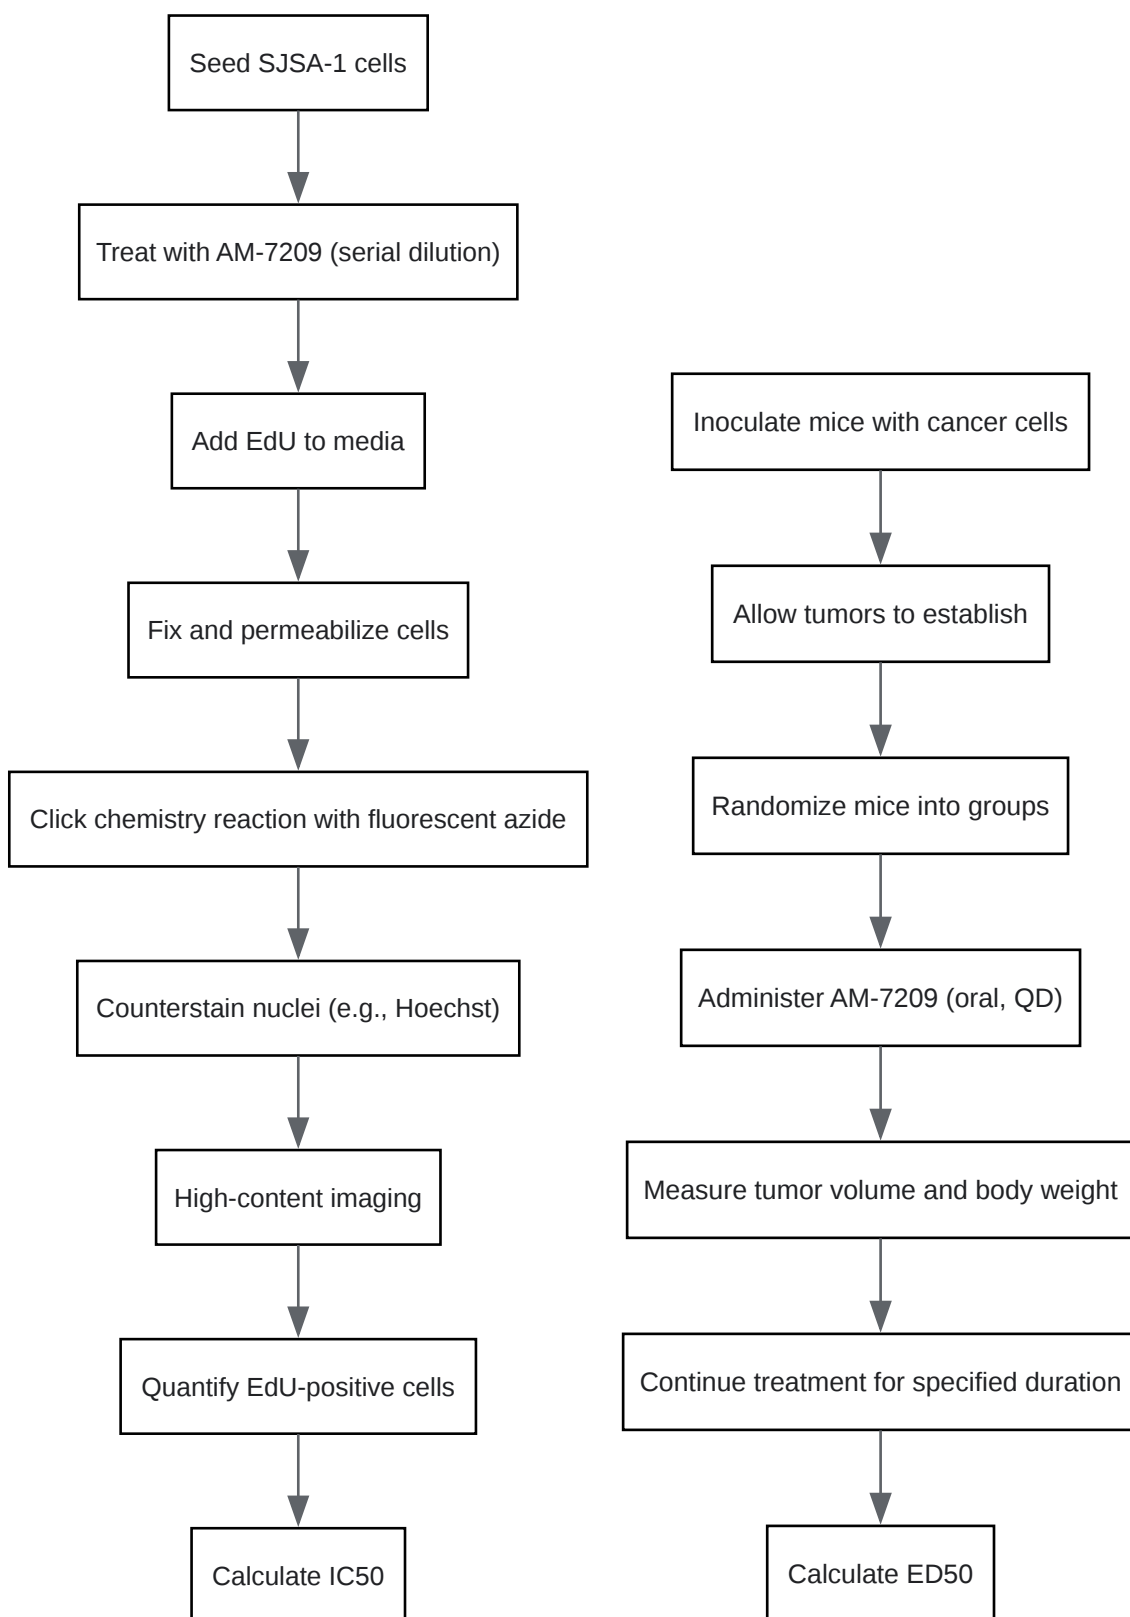 Seed SJSA-1 cells
Treat with AM-7209 (serial dilution)
Add EdU to media
Fix and permeabilize cells
Click chemistry reaction with fluorescent azide
Counterstain nuclei (e.g., Hoechst)
High-content imaging
Quantify EdU-positive cells
Calculate IC50
Inoculate mice with cancer cells
Allow tumors to establish
Randomize mice into groups
Administer AM-7209 (oral, QD)
Measure tumor volume and body weight
Continue treatment for specified duration
Calculate ED50